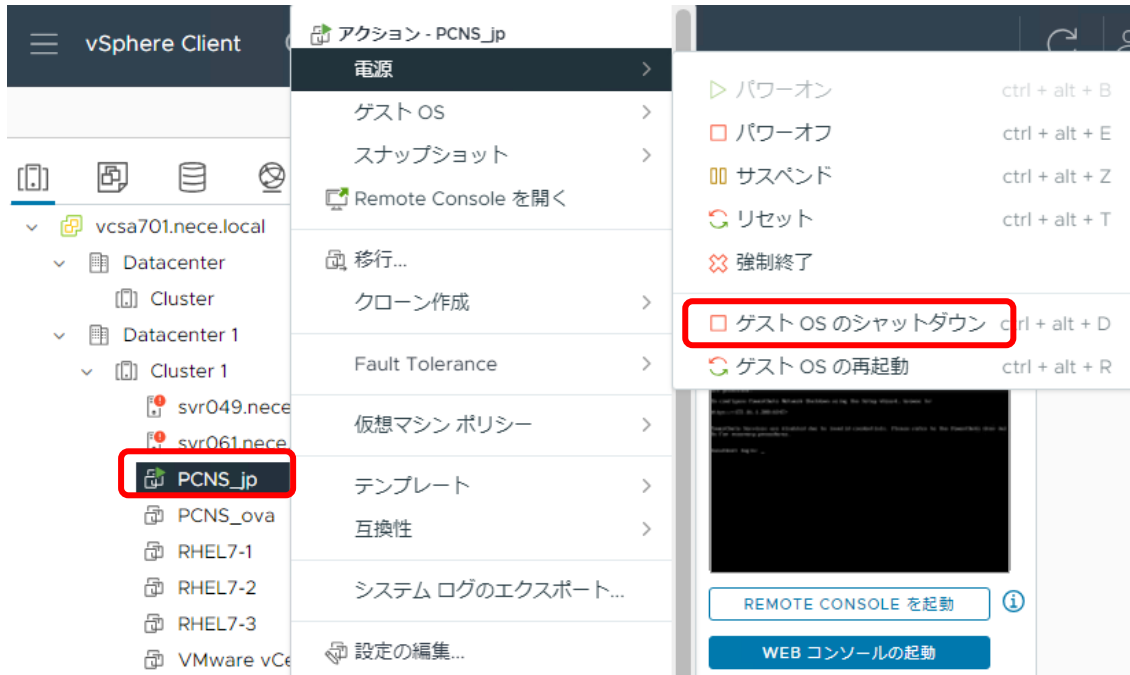 vSphere Client
vcsa701.nece.local
Datacenter
Cluster
Datacenter 1
Cluster 1
svr049.nece
svr061.nece.
PCNS_jp
PCNS_ova
RHEL7-1
RHEL7-2
RHEL7-3
VMware vCe
アクション - PCNS_jp
電源
ゲスト OS
スナップショット
Remote Console を開く
移行...
クローン作成
Fault Tolerance
仮想マシン ポリシー
テンプレート
互換性
システム ログのエクスポート...
設定の編集...
パワーオン ctrl + alt + B
パワーオフ ctrl + alt + E
サスペンド ctrl + alt + Z
リセット ctrl + alt + T
強制終了
ゲスト OS のシャットダウン ctrl + alt + D
ゲスト OS の再起動 ctrl + alt + R
REMOTE CONSOLE を起動
WEB コンソールの起動